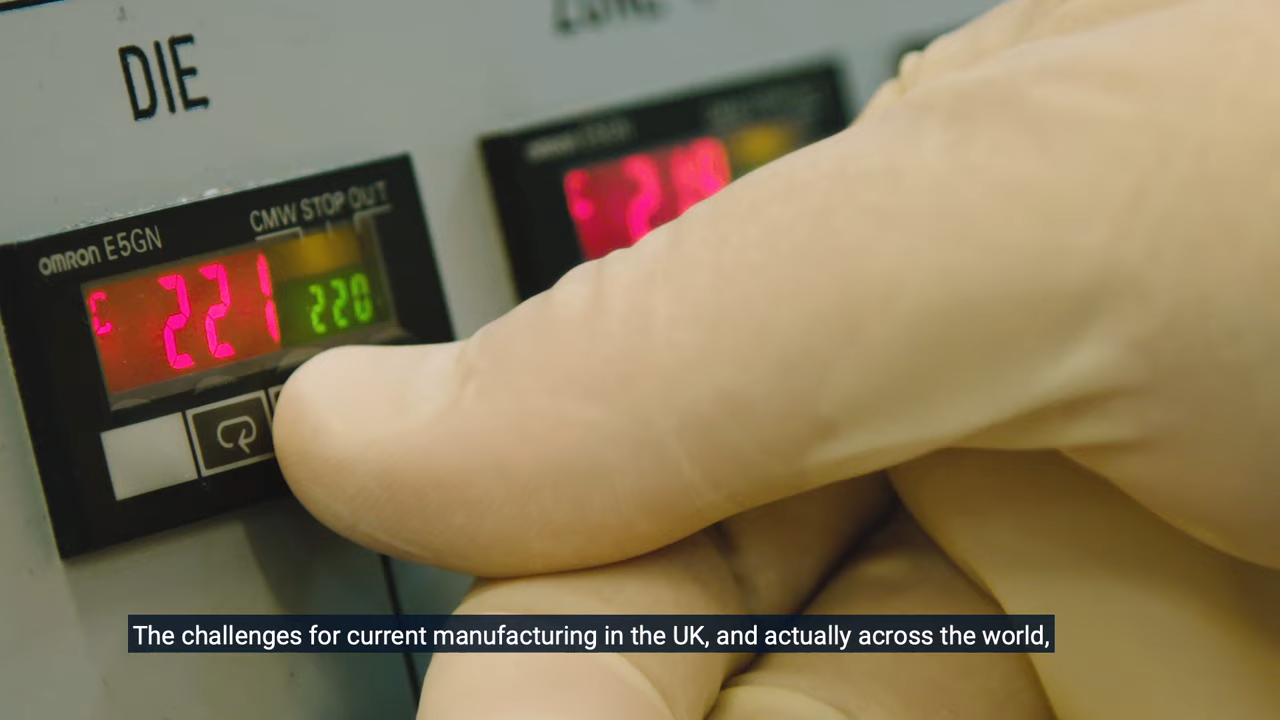 DIE
OMRON E5GN
CMW STOP OUT
C 221
220
The challenges for current manufacturing in the UK, and actually across the world,